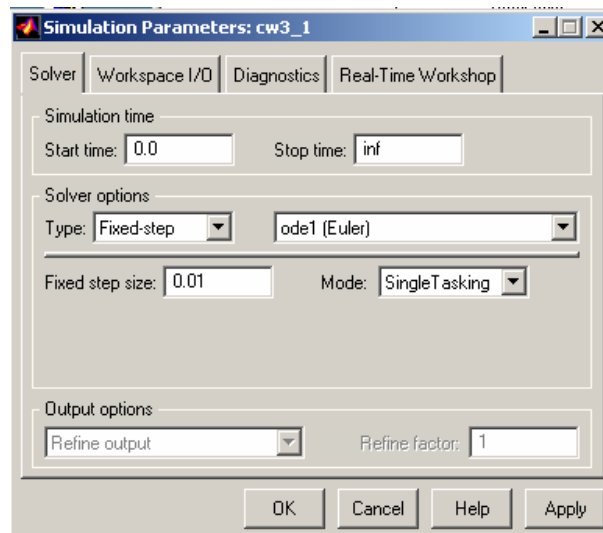 Simulation Parameters: cw3_1
Solver Workspace I/O Diagnostics Real-Time Workshop
Simulation time
Start time: 0.0 Stop time: inf
Solver options
Type: Fixed-step ode1 (Euler)
Fixed step size: 0.01 Mode: SingleTasking
Output options
Refine output Refine factor: 1
OK Cancel Help Apply